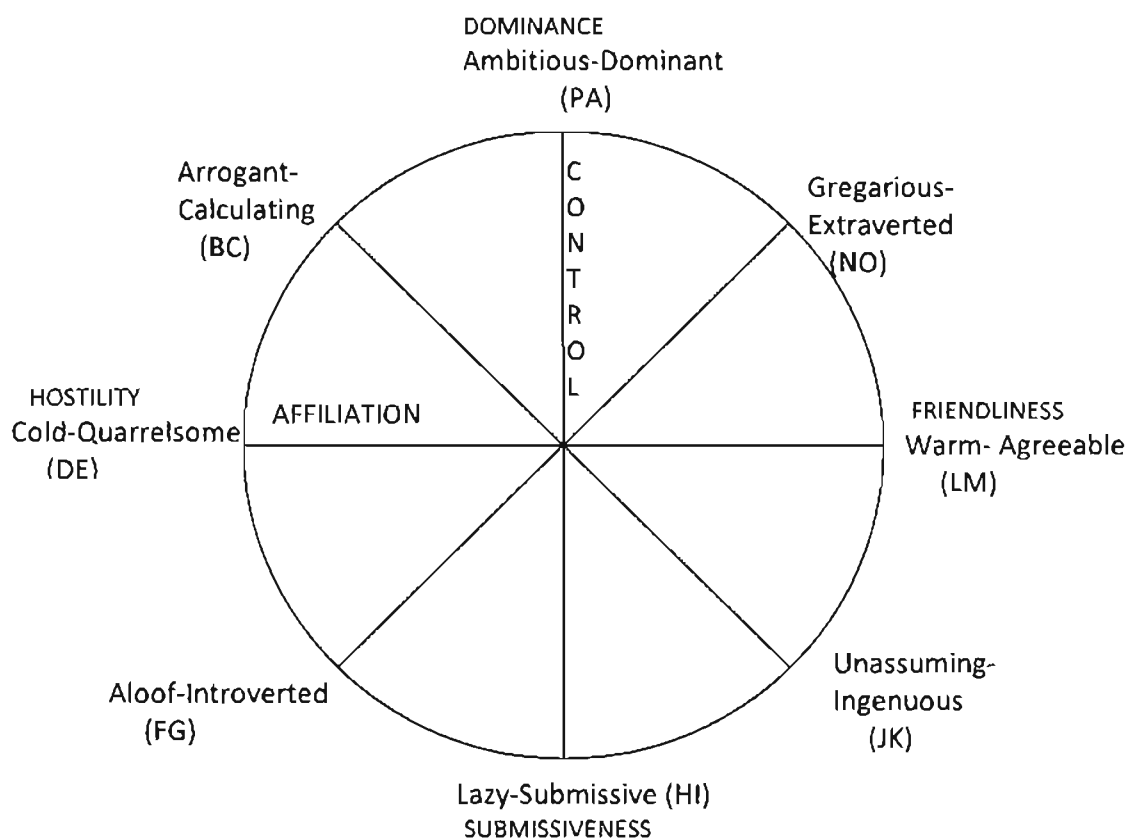 DOMINANCE
Ambitious-Dominant
(PA)
Arrogant-
Calculating
(BC)
CONTROL
Gregarious-
Extraverted
(NO)
HOSTILITY
Cold-Quarrelsome
(DE)
AFFILIATION
FRIENDLINESS
Warm- Agreeable
(LM)
Aloof-Introverted
(FG)
Unassuming-
Ingenuous
(JK)
Lazy-Submissive (HI)
SUBMISSIVENESS